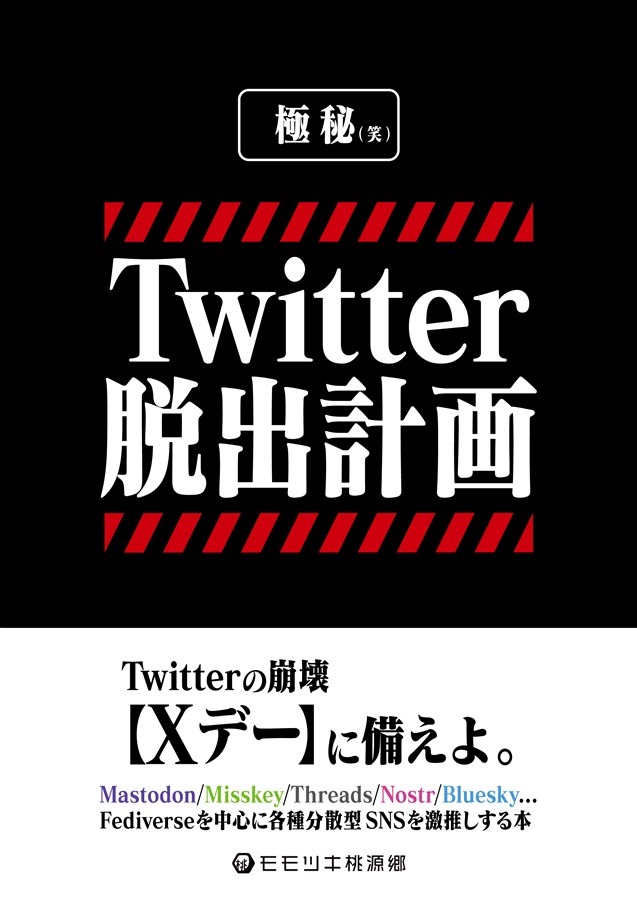 極秘(笑)
Twitter
脱出計画
Twitterの崩壊
【Xデー】に備えよ。
Mastodon/Misskey/Threads/Nostr/Bluesky...
Fediverseを中心に各種分散型SNSを激推しする本
桃 モモツキ桃源郷